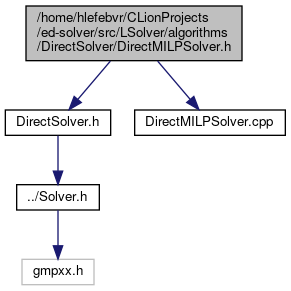 /home/hlefebvr/CLionProjects
/ed-solver/src/LSolver/algorithms
/DirectSolver/DirectMILPSolver.h
DirectSolver.h
DirectMILPSolver.cpp
../Solver.h
gmpxx.h